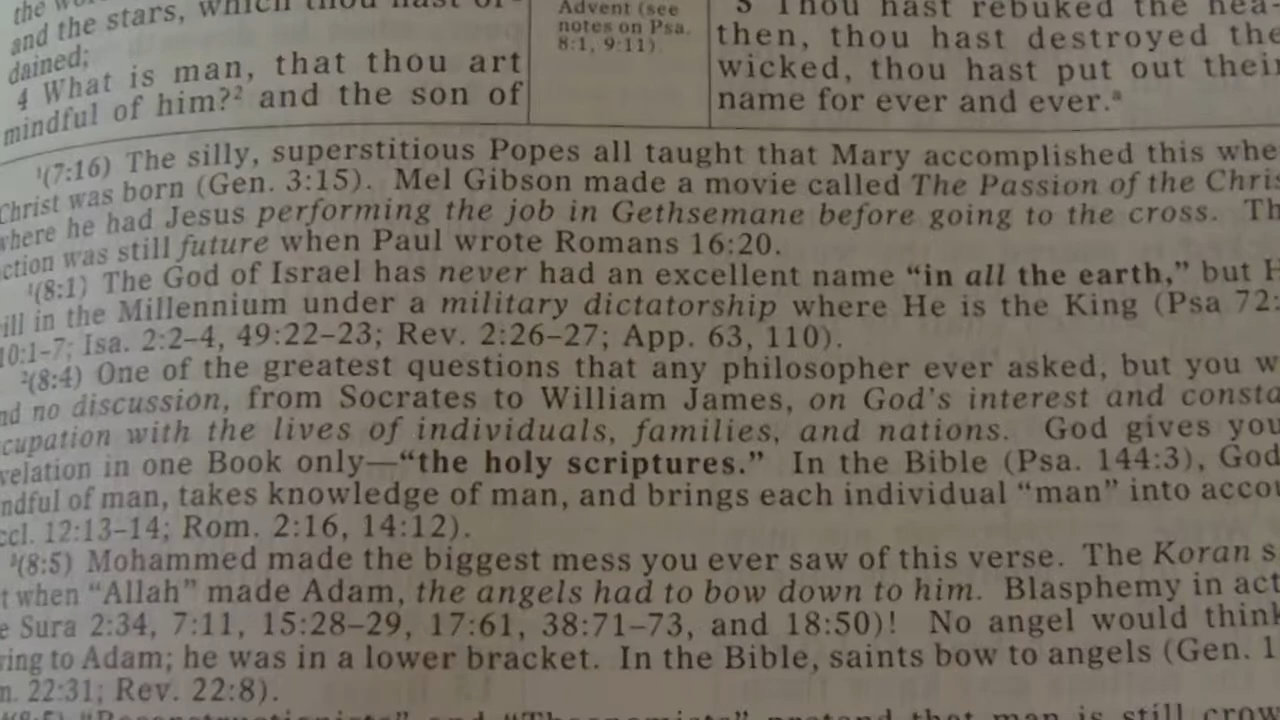 and the stars, which thou hast or-
dained;
4 What is man, that thou art
mindful of him?² and the son of
Advent (see
notes on Psa.
8:1, 9:11).
5 Thou hast rebuked the hea-
then, thou hast destroyed the
wicked, thou hast put out their
name for ever and ever.ª
¹(7:16) The silly, superstitious Popes all taught that Mary accomplished this whe
Christ was born (Gen. 3:15). Mel Gibson made a movie called The Passion of the Chris
where he had Jesus performing the job in Gethsemane before going to the cross. Th
ction was still future when Paul wrote Romans 16:20.
¹(8:1) The God of Israel has never had an excellent name “in all the earth,” but H
ill in the Millennium under a military dictatorship where He is the King (Psa 72:
10:1–7; Isa. 2:2–4, 49:22–23; Rev. 2:26–27; App. 63, 110).
²(8:4) One of the greatest questions that any philosopher ever asked, but you w
nd no discussion, from Socrates to William James, on God’s interest and consta
cupation with the lives of individuals, families, and nations. God gives you
velation in one Book only—“the holy scriptures.” In the Bible (Psa. 144:3), God
ndful of man, takes knowledge of man, and brings each individual “man” into accou
ccl. 12:13–14; Rom. 2:16, 14:12).
³(8:5) Mohammed made the biggest mess you ever saw of this verse. The Koran s
t when “Allah” made Adam, the angels had to bow down to him. Blasphemy in act
e Sura 2:34, 7:11, 15:28–29, 17:61, 38:71–73, and 18:50)! No angel would think
ring to Adam; he was in a lower bracket. In the Bible, saints bow to angels (Gen. 1
n. 22:31; Rev. 22:8).